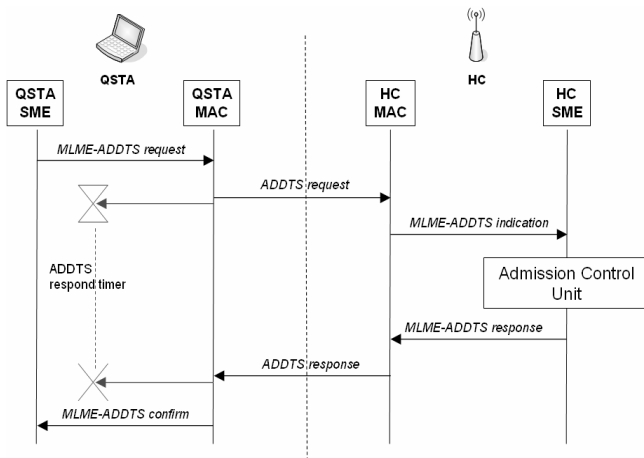 QSTA
HC
QSTA
SME
QSTA
MAC
HC
MAC
HC
SME
MLME-ADDTS request
ADDTS request
MLME-ADDTS indication
ADDTS
respond timer
Admission Control
Unit
MLME-ADDTS response
ADDTS response
MLME-ADDTS confirm